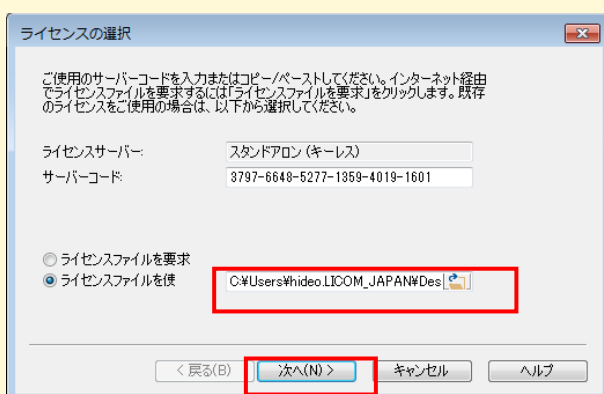 ライセンスの選択
ご使用のサーバーコードを入力またはコピー/ペーストしてください。インターネット経由
でライセンスファイルを要求するには「ライセンスファイルを要求」をクリックします。既存
のライセンスをご使用の場合は、以下から選択してください。
ライセンスサーバー: スタンドアロン (キーレス)
サーバーコード: 3797-6648-5277-1359-4019-1601
ライセンスファイルを要求
ライセンスファイルを使 C:¥Users¥hideo.LICOM_JAPAN¥Des
< 戻る(B) 次へ(N) > キャンセル ヘルプ